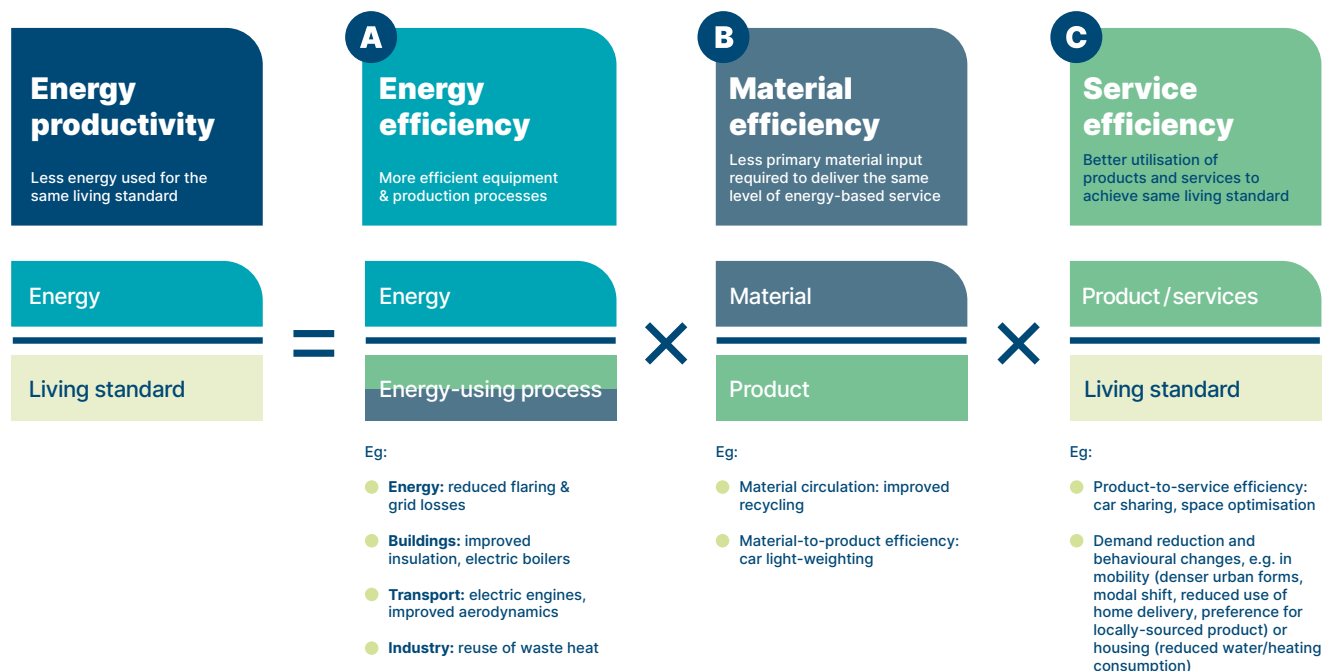 Energy
productivity
Less energy used for the
same living standard
A
Energy
efficiency
More efficient equipment
& production processes
B
Material
efficiency
Less primary material input
required to deliver the same
level of energy-based service
C
Service
efficiency
Better utilisation of
products and services to
achieve same living standard
Energy
Living standard
=
Energy
Energy-using process
×
Material
Product
×
Product/services
Living standard
Eg:
Energy: reduced flaring &
grid losses
Buildings: improved
insulation, electric boilers
Transport: electric engines,
improved aerodynamics
Industry: reuse of waste heat
Eg:
Material circulation: improved
recycling
Material-to-product efficiency:
car light-weighting
Eg:
Product-to-service efficiency:
car sharing, space optimisation
Demand reduction and
behavioural changes, e.g. in
mobility (denser urban forms,
modal shift, reduced use of
home delivery, preference for
locally-sourced product) or
housing (reduced water/heating
consumption)